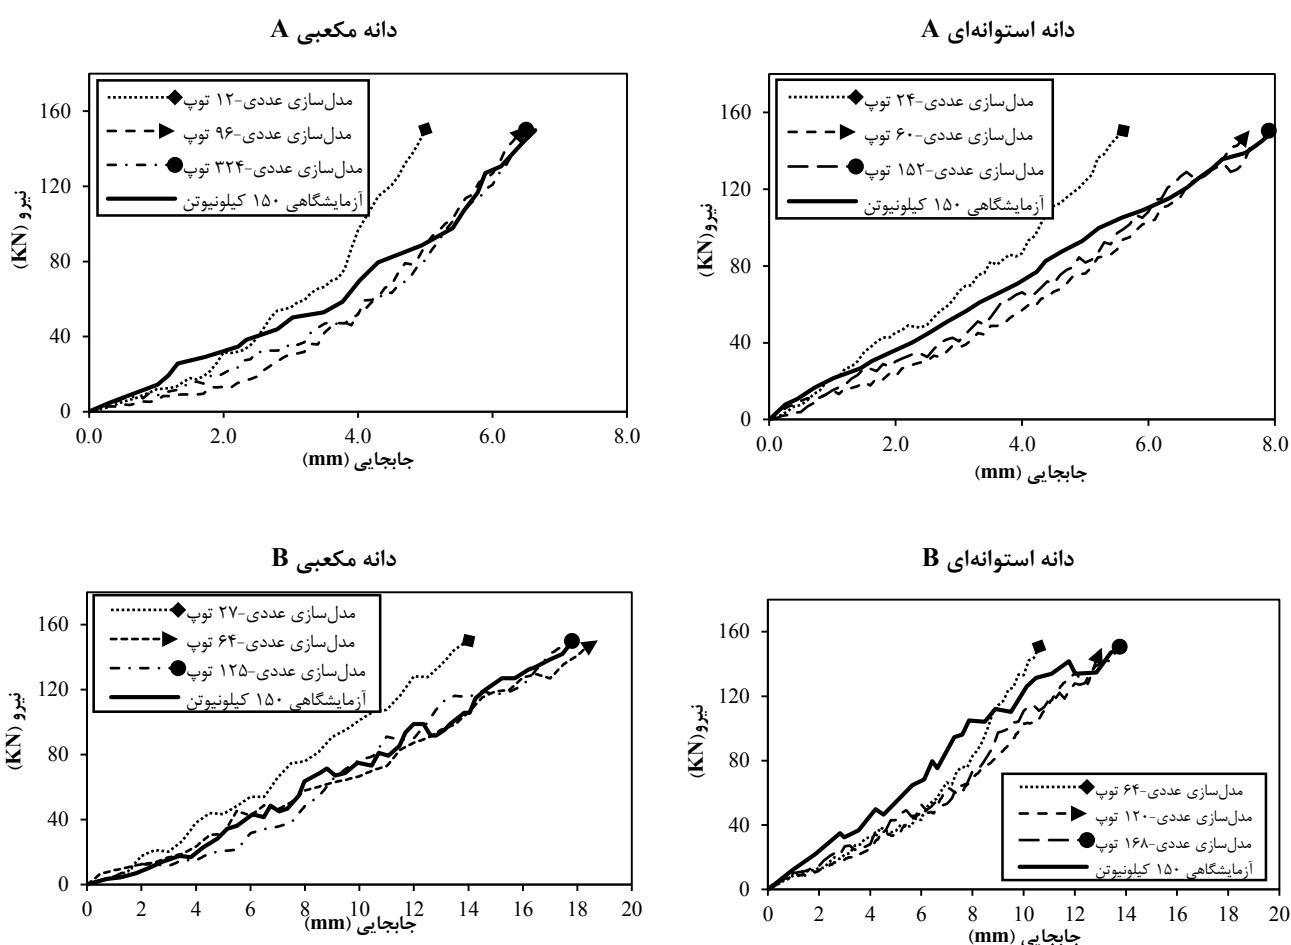 دانه مکعبی A
نیرو (KN)
160
120
80
40
0
مدل‌سازی عددی-۱۲ توپ
مدل‌سازی عددی-۹۶ توپ
مدل‌سازی عددی-۳۲۴ توپ
آزمایشگاهی ۱۵۰ کیلونیوتن
0.0 2.0 4.0 6.0 8.0
جابجایی (mm)
دانه استوانه‌ای A
نیرو(KN)
160
120
80
40
0
مدل‌سازی عددی-۲۴ توپ
مدل‌سازی عددی-۶۰ توپ
مدل‌سازی عددی-۱۵۲ توپ
آزمایشگاهی ۱۵۰ کیلونیوتن
0.0 2.0 4.0 6.0 8.0
جابجایی (mm)
دانه مکعبی B
نیرو (KN)
160
120
80
40
0
مدل‌سازی عددی-۲۷ توپ
مدل‌سازی عددی-۶۴ توپ
مدل‌سازی عددی-۱۲۵ توپ
آزمایشگاهی ۱۵۰ کیلونیوتن
0 2 4 6 8 10 12 14 16 18 20
جابجایی (mm)
دانه استوانه‌ای B
نیرو(KN)
160
120
80
40
0
مدل‌سازی عددی-۶۴ توپ
مدل‌سازی عددی-۱۲۰ توپ
مدل‌سازی عددی-۱۶۸ توپ
آزمایشگاهی ۱۵۰ کیلونیوتن
0 2 4 6 8 10 12 14 16 18 20
جابجایی (mm)